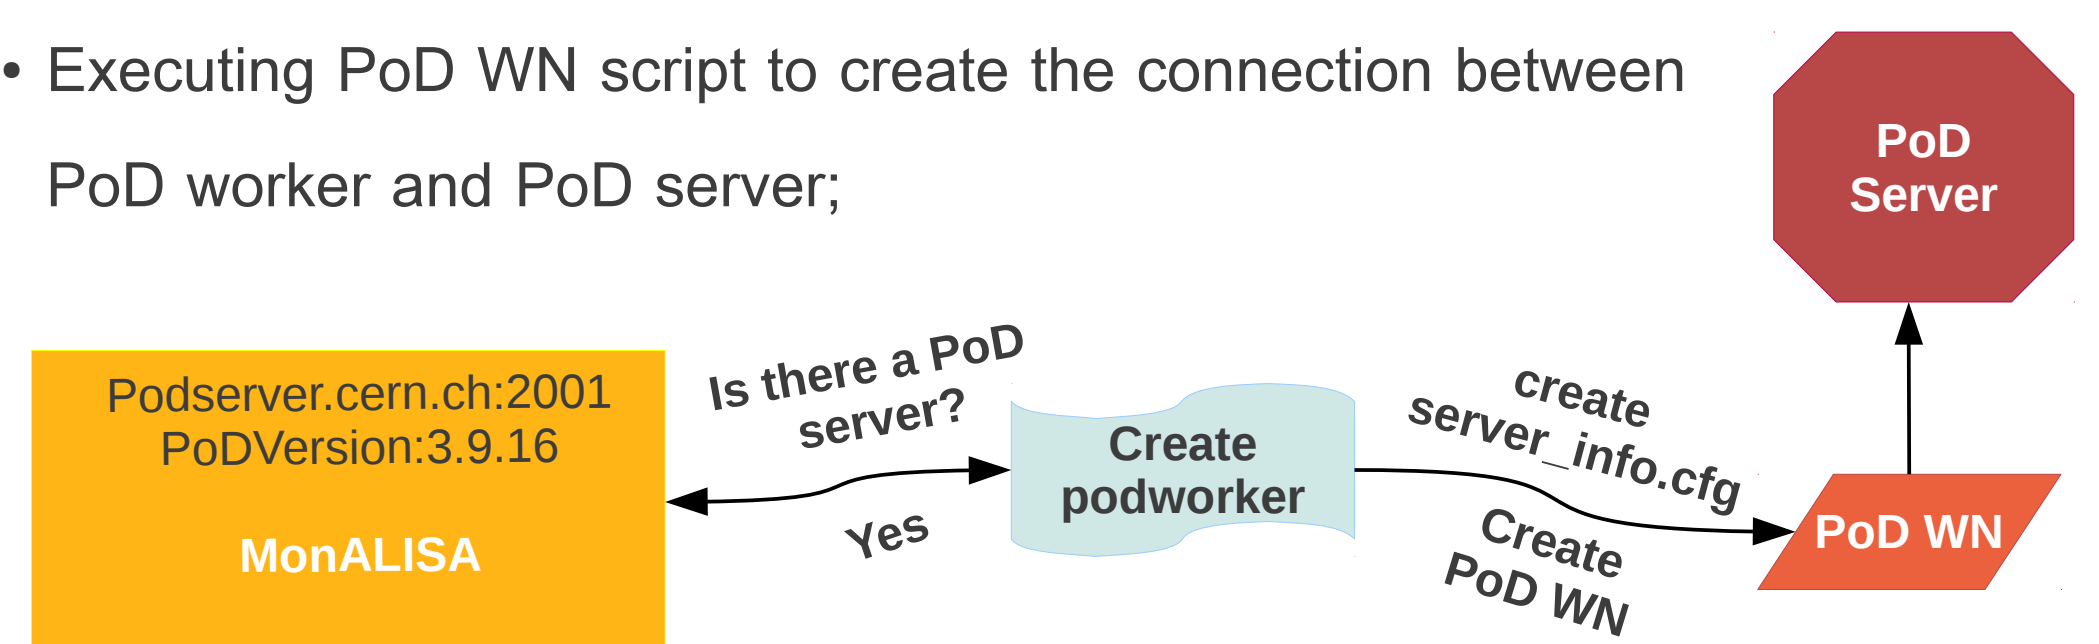 • Executing PoD WN script to create the connection between
PoD worker and PoD server;
PoD
Server
Podserver.cern.ch:2001
PoDVersion:3.9.16
MonALISA
Is there a PoD
server?
Yes
Create
podworker
create
server_info.cfg
Create
PoD WN
PoD WN